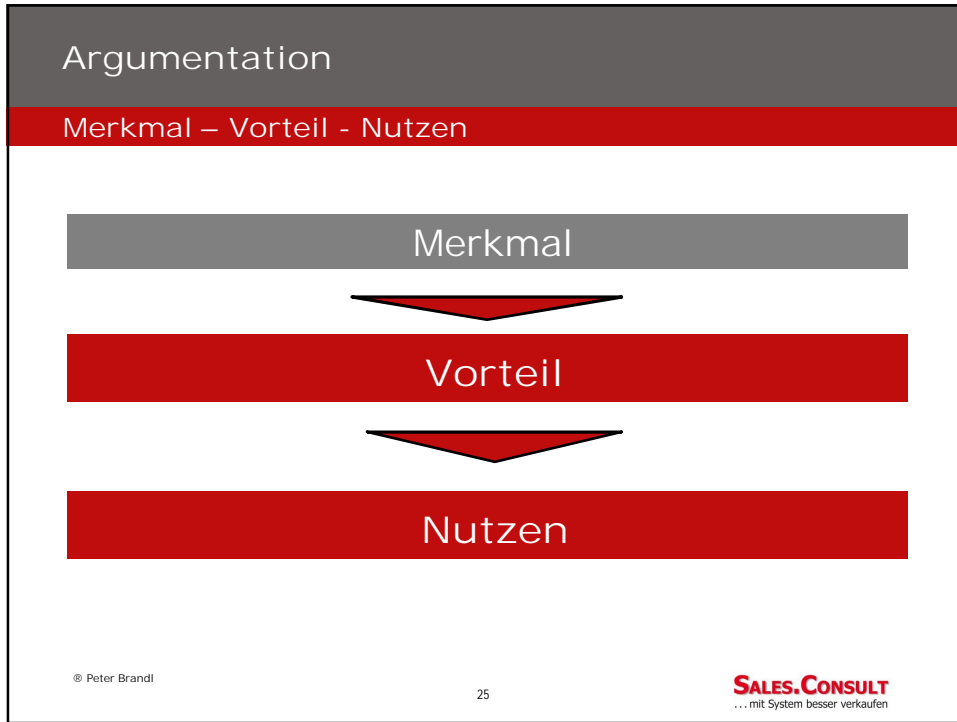 Argumentation
Merkmal – Vorteil - Nutzen
Merkmal
Vorteil
Nutzen
® Peter Brandl
25
SALES.CONSULT
...mit System besser verkaufen